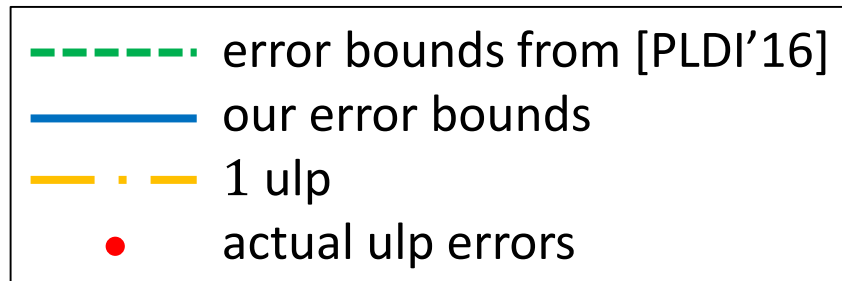 error bounds from [PLDI’16]
our error bounds
1 ulp
actual ulp errors